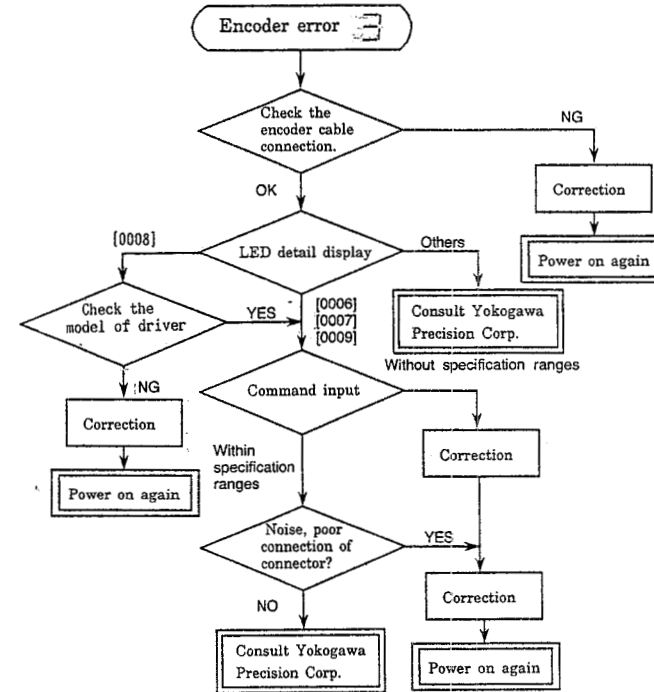 Encoder error
Check the
encoder cable
connection.
NG
OK
Correction
Power on again
[0008]
LED detail display
Others
Check the
model of driver
YES
[0006]
[0007]
[0009]
Consult Yokogawa
Precision Corp.
Without specification ranges
NG
Command input
Correction
Power on again
Within
specification
ranges
Correction
Noise, poor
connection of
connector?
YES
NO
Correction
Consult Yokogawa
Precision Corp.
Power on again